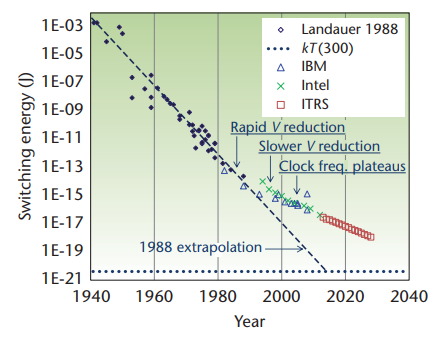 1E-03
1E-05
1E-07
1E-09
1E-11
1E-13
1E-15
1E-17
1E-19
1E-21
Switching energy (J)
Landauer 1988
kT(300)
IBM
Intel
ITRS
Rapid V reduction
Slower V reduction
Clock freq. plateaus
1988 extrapolation
1940 1960 1980 2000 2020 2040
Year